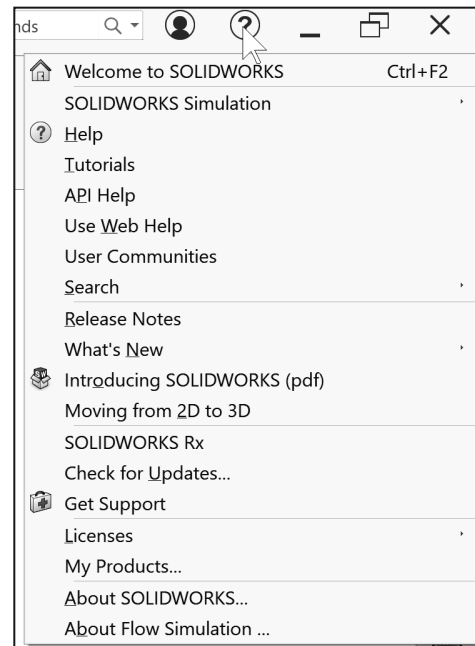 nds
Welcome to SOLIDWORKS Ctrl+F2
SOLIDWORKS Simulation
Help
Tutorials
API Help
Use Web Help
User Communities
Search
Release Notes
What's New
Introducing SOLIDWORKS (pdf)
Moving from 2D to 3D
SOLIDWORKS Rx
Check for Updates...
Get Support
Licenses
My Products...
About SOLIDWORKS...
About Flow Simulation ...